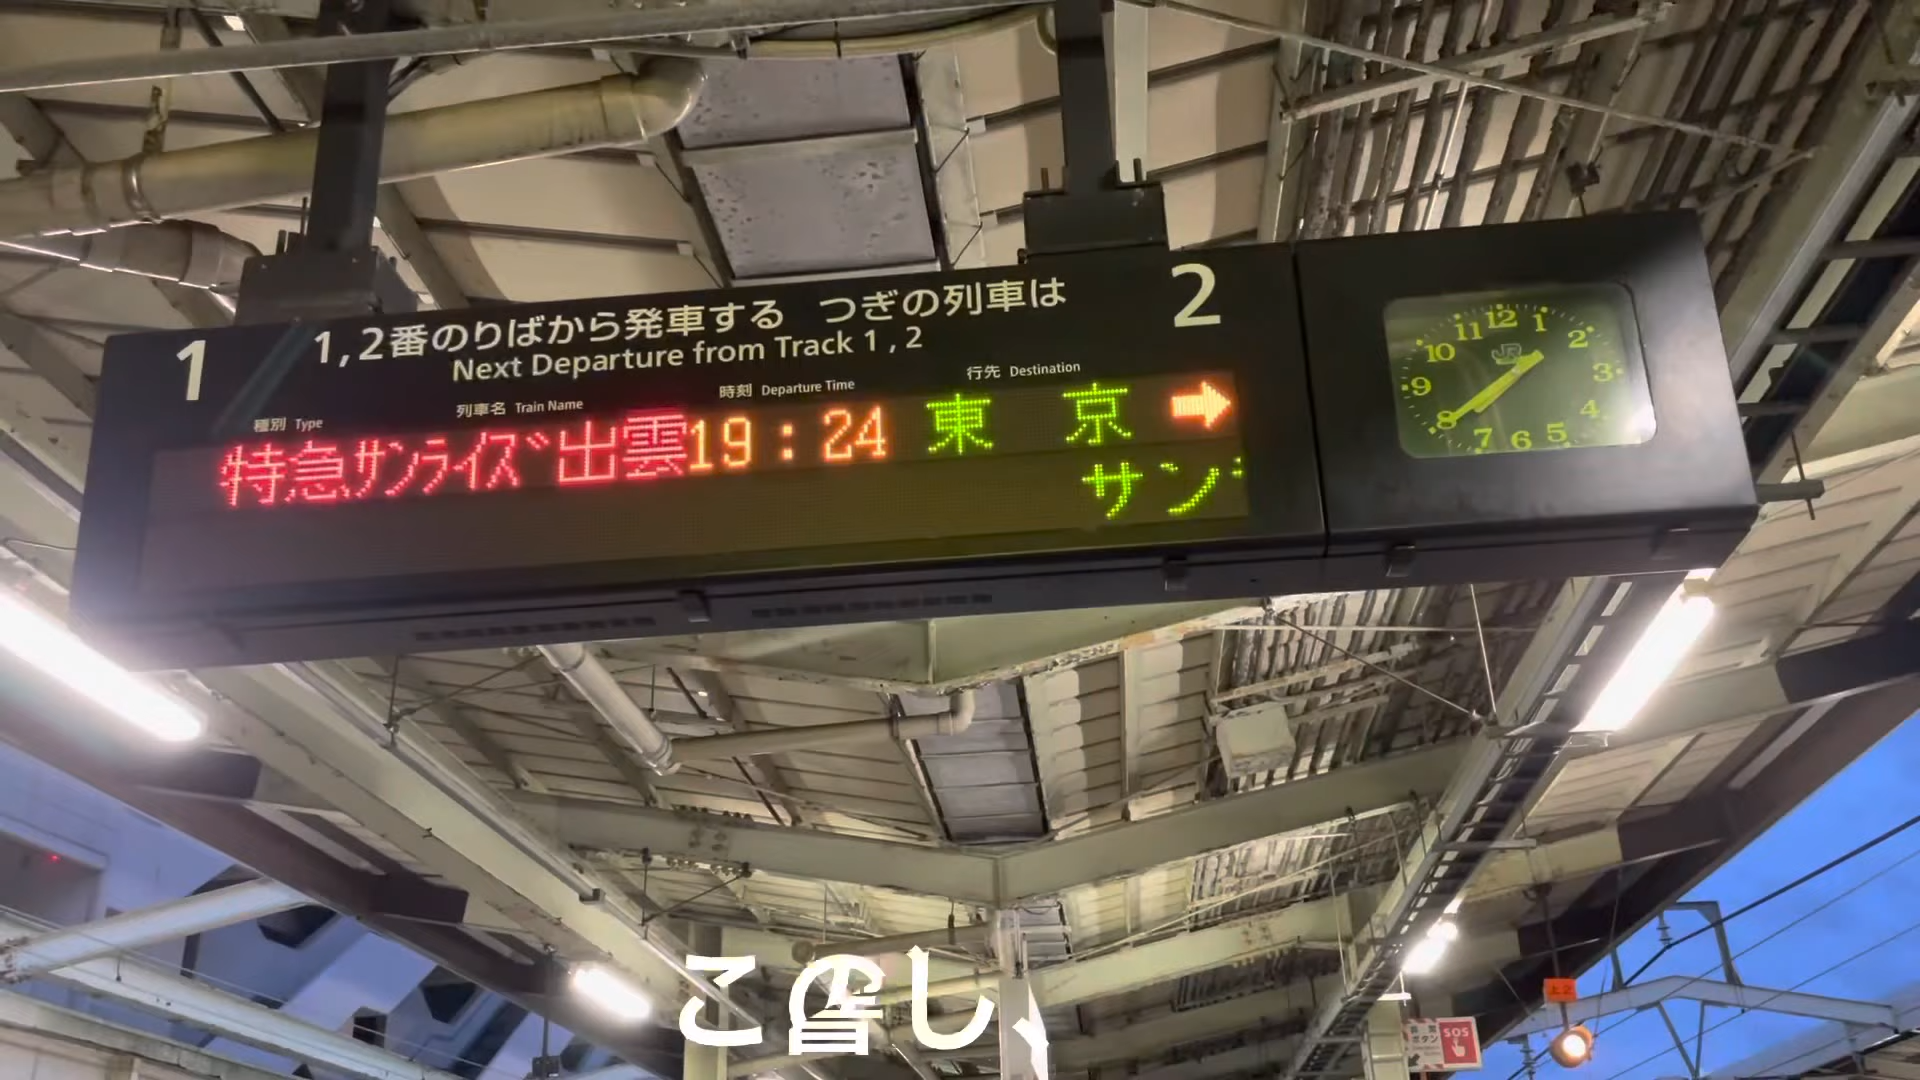 1
1,2番のりばから発車する つぎの列車は
Next Departure from Track 1 , 2
2
種別 Type
列車名 Train Name
時刻 Departure Time
行先 Destination
特急サンライズ出雲19:24 東 京 →
サン
12
1
2
3
4
5
6
7
8
9
10
11
JR
SOS